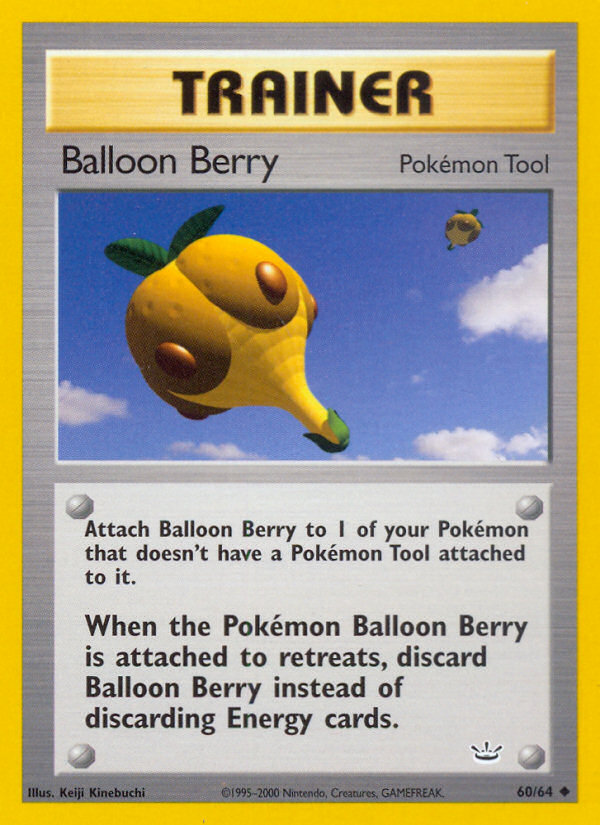 TRAINER
Balloon Berry
Pokémon Tool
Attach Balloon Berry to 1 of your Pokémon
that doesn't have a Pokémon Tool attached
to it.
When the Pokémon Balloon Berry
is attached to retreats, discard
Balloon Berry instead of
discarding Energy cards.
Illus. Keiji Kinebuchi
©1995-2000 Nintendo, Creatures, GAMEFREAK.
60/64 ◆